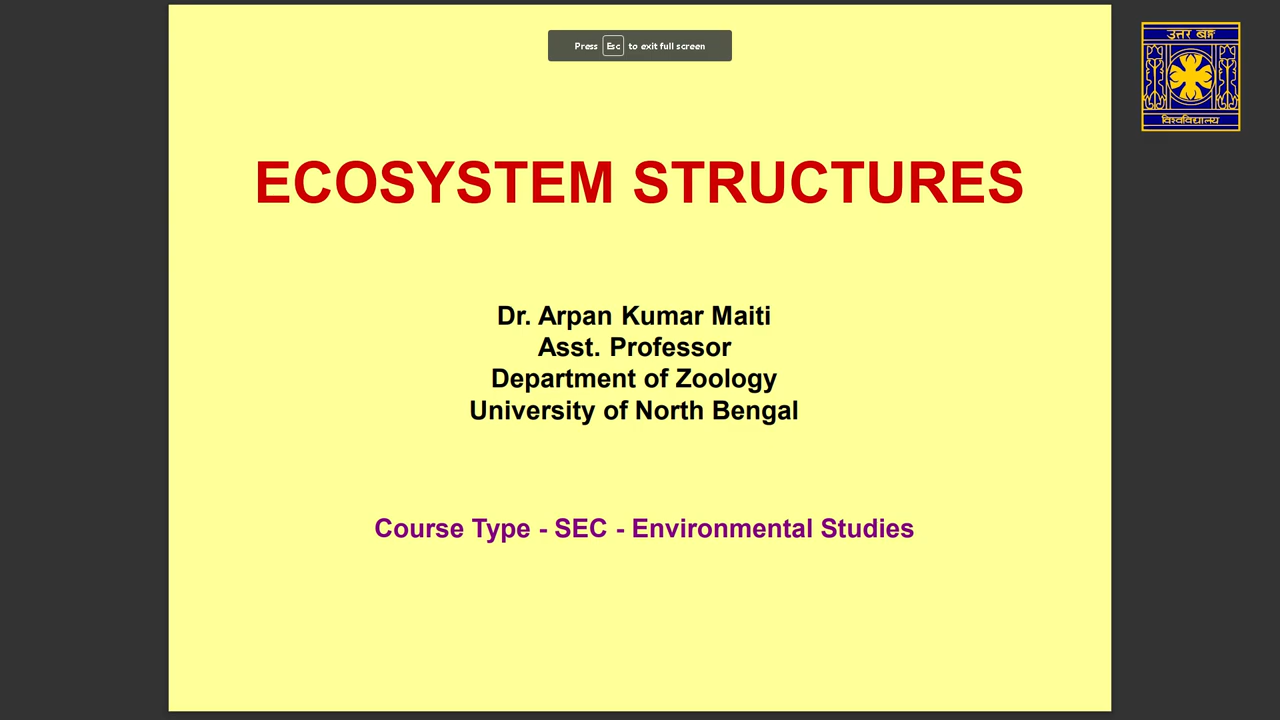 Press Esc to exit full screen
उत्तर बङ्ग
विश्वविद्यालय
ECOSYSTEM STRUCTURES
Dr. Arpan Kumar Maiti
Asst. Professor
Department of Zoology
University of North Bengal
Course Type - SEC - Environmental Studies